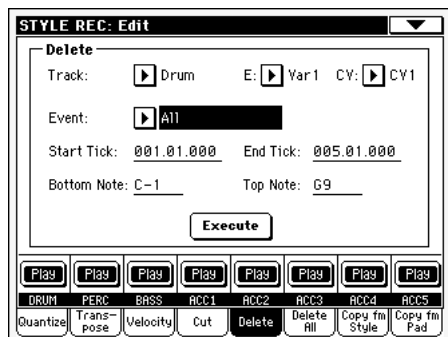 STYLE REC: Edit
Delete
Track: Drum E: Var1 CV: CV1
Event: All
Start Tick: 001.01.000 End Tick: 005.01.000
Bottom Note: C-1 Top Note: G9
Execute
Play Play Play Play Play Play Play Play
DRUM PERC BASS ACC1 ACC2 ACC3 ACC4 ACC5
Quantize Trans-pose Velocity Cut Delete Delete All Copy fm Style Copy fm Pad